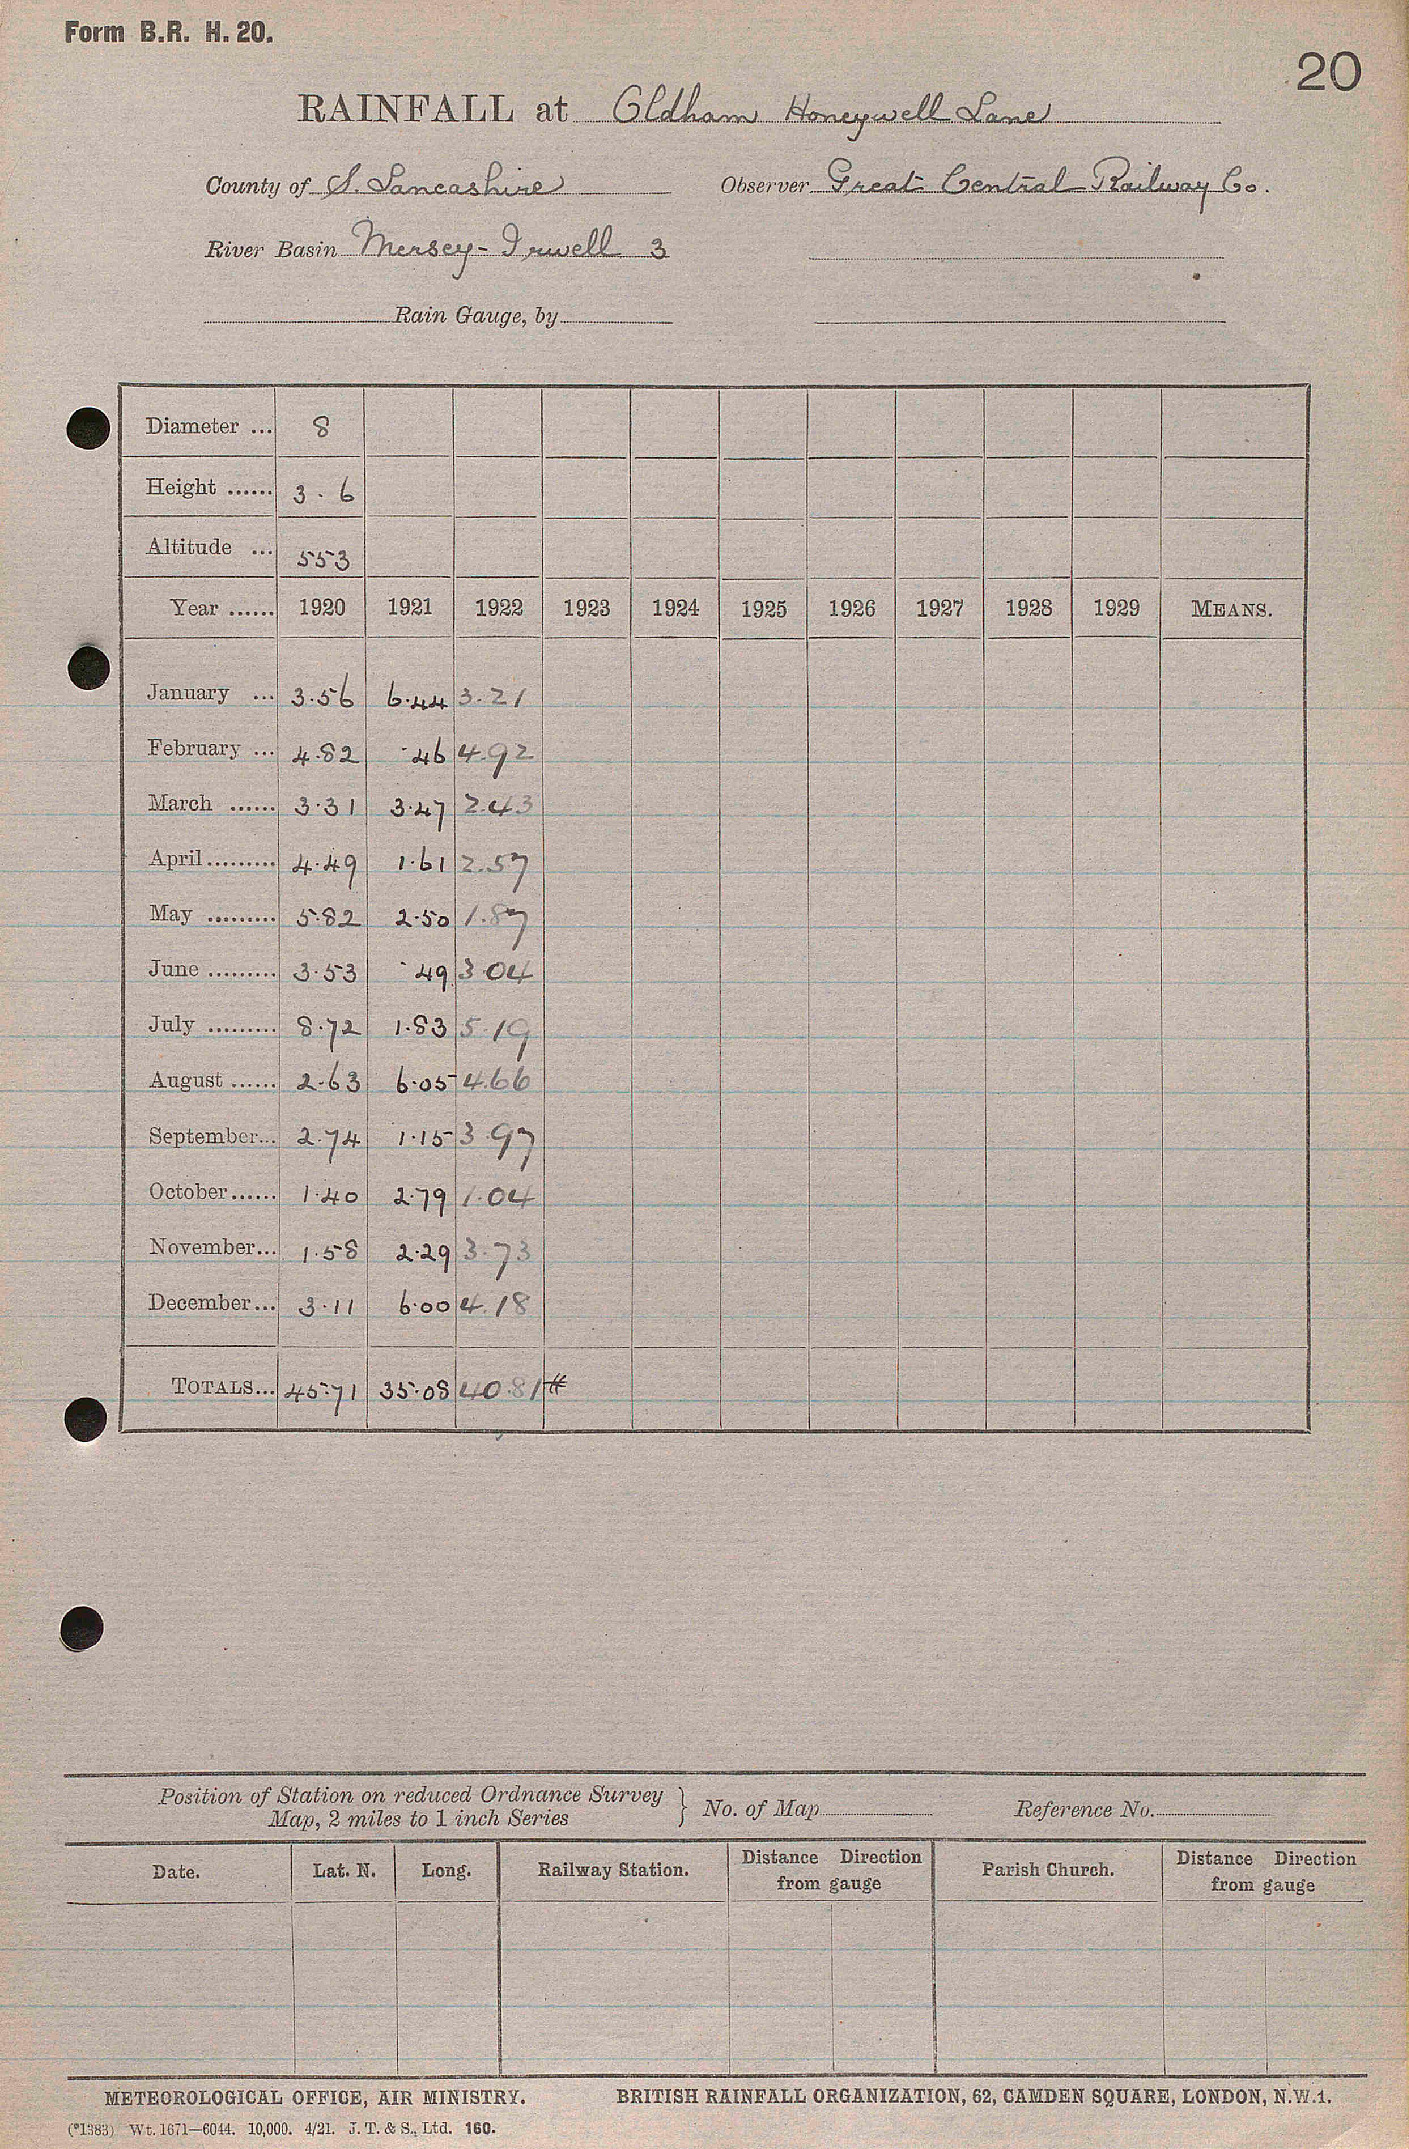 Form B.R. H. 20.
20
RAINFALL at Oldham Honeywell Lane
County of S. Lancashire Observer Great Central Railway Co.
River Basin Mersey-Irwell 3
Rain Gauge, by
Diameter ... 8
Height ...... 3 . 6
Altitude ... 553
Year ...... 1920 1921 1922 1923 1924 1925 1926 1927 1928 1929 MEANS.
January ... 3.56 6.44 3.21
February ... 4.82 .46 4.92
March ...... 3.31 3.47 2.43
April......... 4.49 1.61 2.57
May ......... 5.82 2.50 1.87
June ......... 3.53 .49 3 04
July ......... 8.72 1.83 5.19
August ...... 2.63 6.05 4.66
September... 2.74 1.15 3.97
October...... 1.40 2.79 1.04
November... 1.58 2.29 3.73
December... 3.11 6.00 4.18
TOTALS... 45.71 35.08 40.81#
Position of Station on reduced Ordnance Survey
Map, 2 miles to 1 inch Series } No. of Map Reference No.
Date. Lat. N. Long. Railway Station. Distance Direction from gauge Parish Church. Distance Direction from gauge
METEOROLOGICAL OFFICE, AIR MINISTRY. BRITISH RAINFALL ORGANIZATION, 62, CAMDEN SQUARE, LONDON, N.W.1.
(*1383) Wt. 1671—6044. 10,000. 4/21. J. T. & S., Ltd. 160.